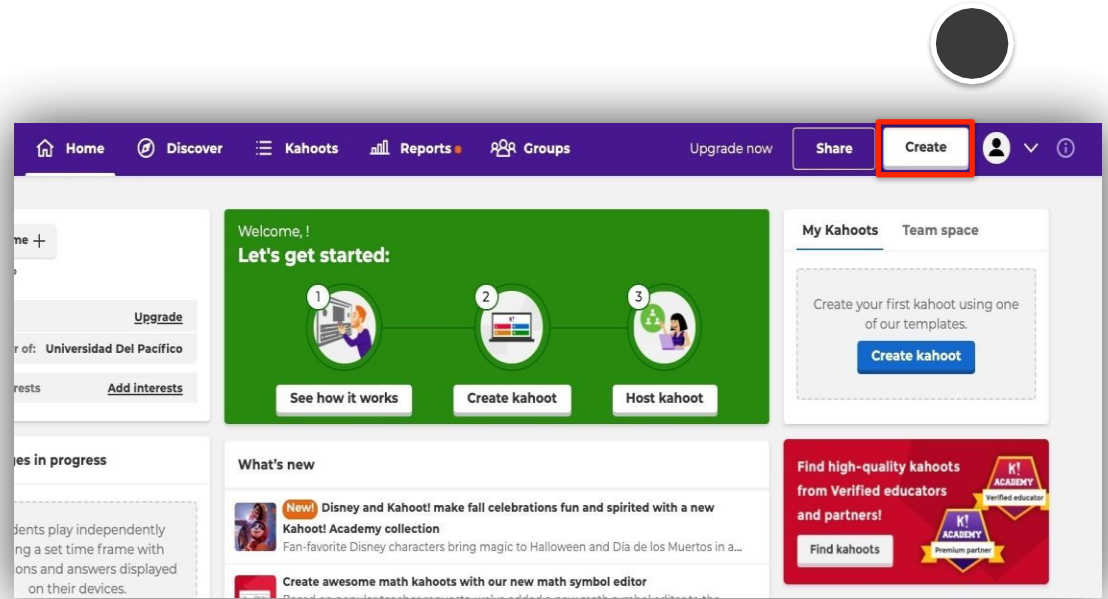 Home
Discover
Kahoots
Reports
Groups
Upgrade now
Share
Create
me +
Upgrade
r of: Universidad Del Pacífico
rests
Add interests
es in progress
dents play independently
ng a set time frame with
ons and answers displayed
on their devices.
Welcome, !
Let's get started:
1
2
3
K!
See how it works
Create kahoot
Host kahoot
What's new
New! Disney and Kahoot! make fall celebrations fun and spirited with a new
Kahoot! Academy collection
Fan-favorite Disney characters bring magic to Halloween and Día de los Muertos in a...
Create awesome math kahoots with our new math symbol editor
My Kahoots
Team space
Create your first kahoot using one
of our templates.
Create kahoot
Find high-quality kahoots
from Verified educators
and partners!
Find kahoots
K!
ACADEMY
Verified educator
K!
ACADEMY
Premium partner